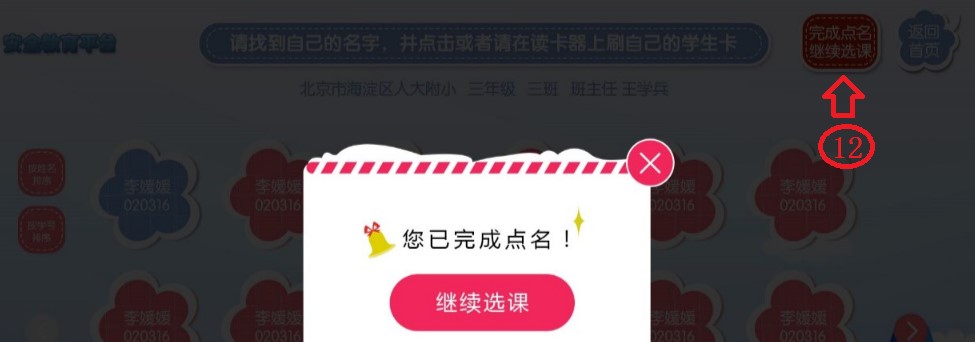 安全教育平台
请找到自己的名字，并点击或者请在读卡器上刷自己的学生卡
完成点名
继续选课
返回
首页
北京市海淀区人大附小 三年级 三班 班主任 王学兵
12
按姓名
排序
李媛媛
020316
李媛媛
020316
李媛媛
020316
李媛媛
020316
按学号
排序
您已完成点名！
继续选课
李媛媛
020316
李媛媛
020316
李媛媛
020316
李媛媛
020316